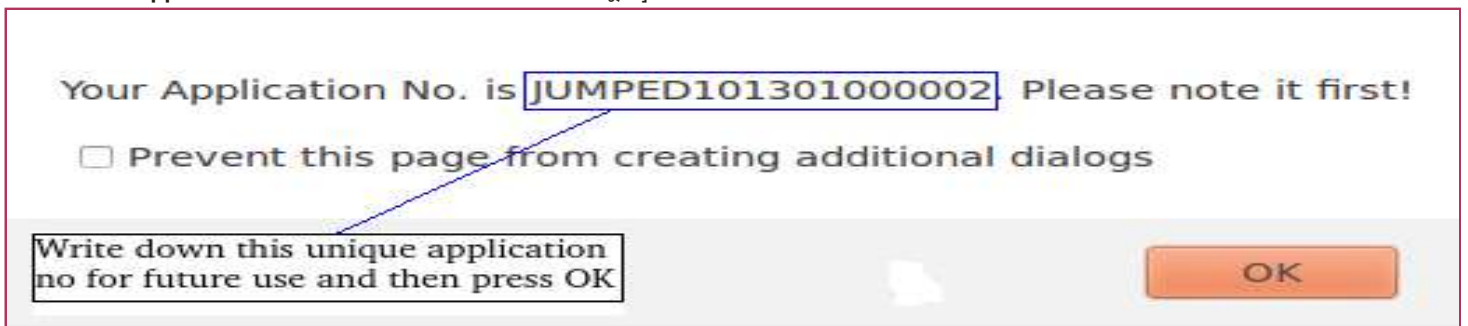 Your Application No. is JUMPED101301000002. Please note it first!
Prevent this page from creating additional dialogs
Write down this unique application
no for future use and then press OK
OK